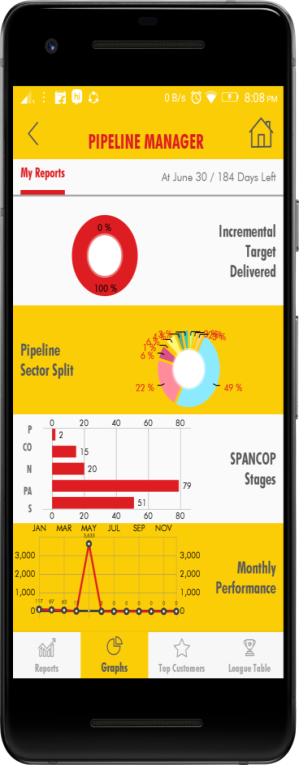 0 B/s 8:08 PM
PIPELINE MANAGER
My Reports
At June 30 / 184 Days Left
0 %
100 %
Incremental
Target
Delivered
Pipeline
Sector Split
6 %
22 %
49 %
0 20 40 60 80
P 2
CO 15
N 20
PA 79
S 51
0 20 40 60 80
SPANCOP
Stages
JAN MAR MAY JUL SEP NOV
3,000 3,000
2,000 2,000
1,000 1,000
0 0
Monthly
Performance
Reports
Graphs
Top Customers
League Table